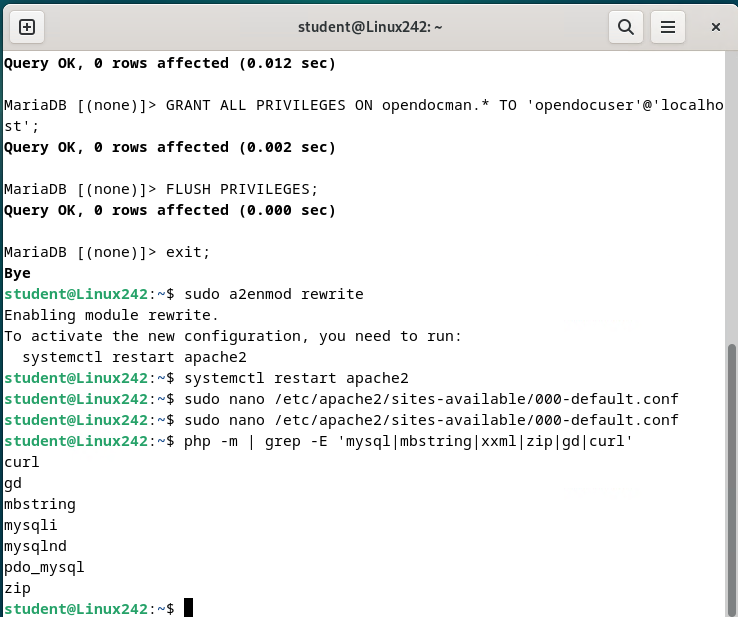 student@Linux242: ~
Query OK, 0 rows affected (0.012 sec)
MariaDB [(none)]> GRANT ALL PRIVILEGES ON opendocman.* TO 'opendocuser'@'localho
st';
Query OK, 0 rows affected (0.002 sec)
MariaDB [(none)]> FLUSH PRIVILEGES;
Query OK, 0 rows affected (0.000 sec)
MariaDB [(none)]> exit;
Bye
student@Linux242:~$ sudo a2enmod rewrite
Enabling module rewrite.
To activate the new configuration, you need to run:
  systemctl restart apache2
student@Linux242:~$ systemctl restart apache2
student@Linux242:~$ sudo nano /etc/apache2/sites-available/000-default.conf
student@Linux242:~$ sudo nano /etc/apache2/sites-available/000-default.conf
student@Linux242:~$ php -m | grep -E 'mysql|mbstring|xxml|zip|gd|curl'
curl
gd
mbstring
mysqli
mysqlnd
pdo_mysql
zip
student@Linux242:~$